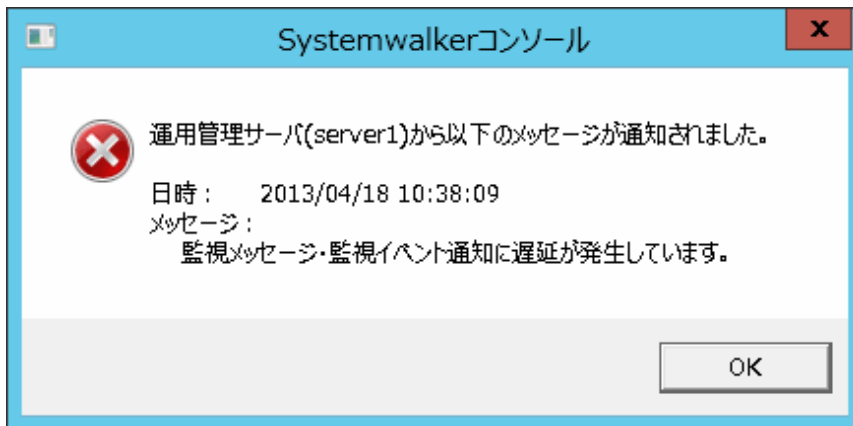 Systemwalkerコンソール
運用管理サーバ(server1)から以下のメッセージが通知されました。
日時： 2013/04/18 10:38:09
メッセージ：
監視メッセージ・監視イベント通知に遅延が発生しています。
OK